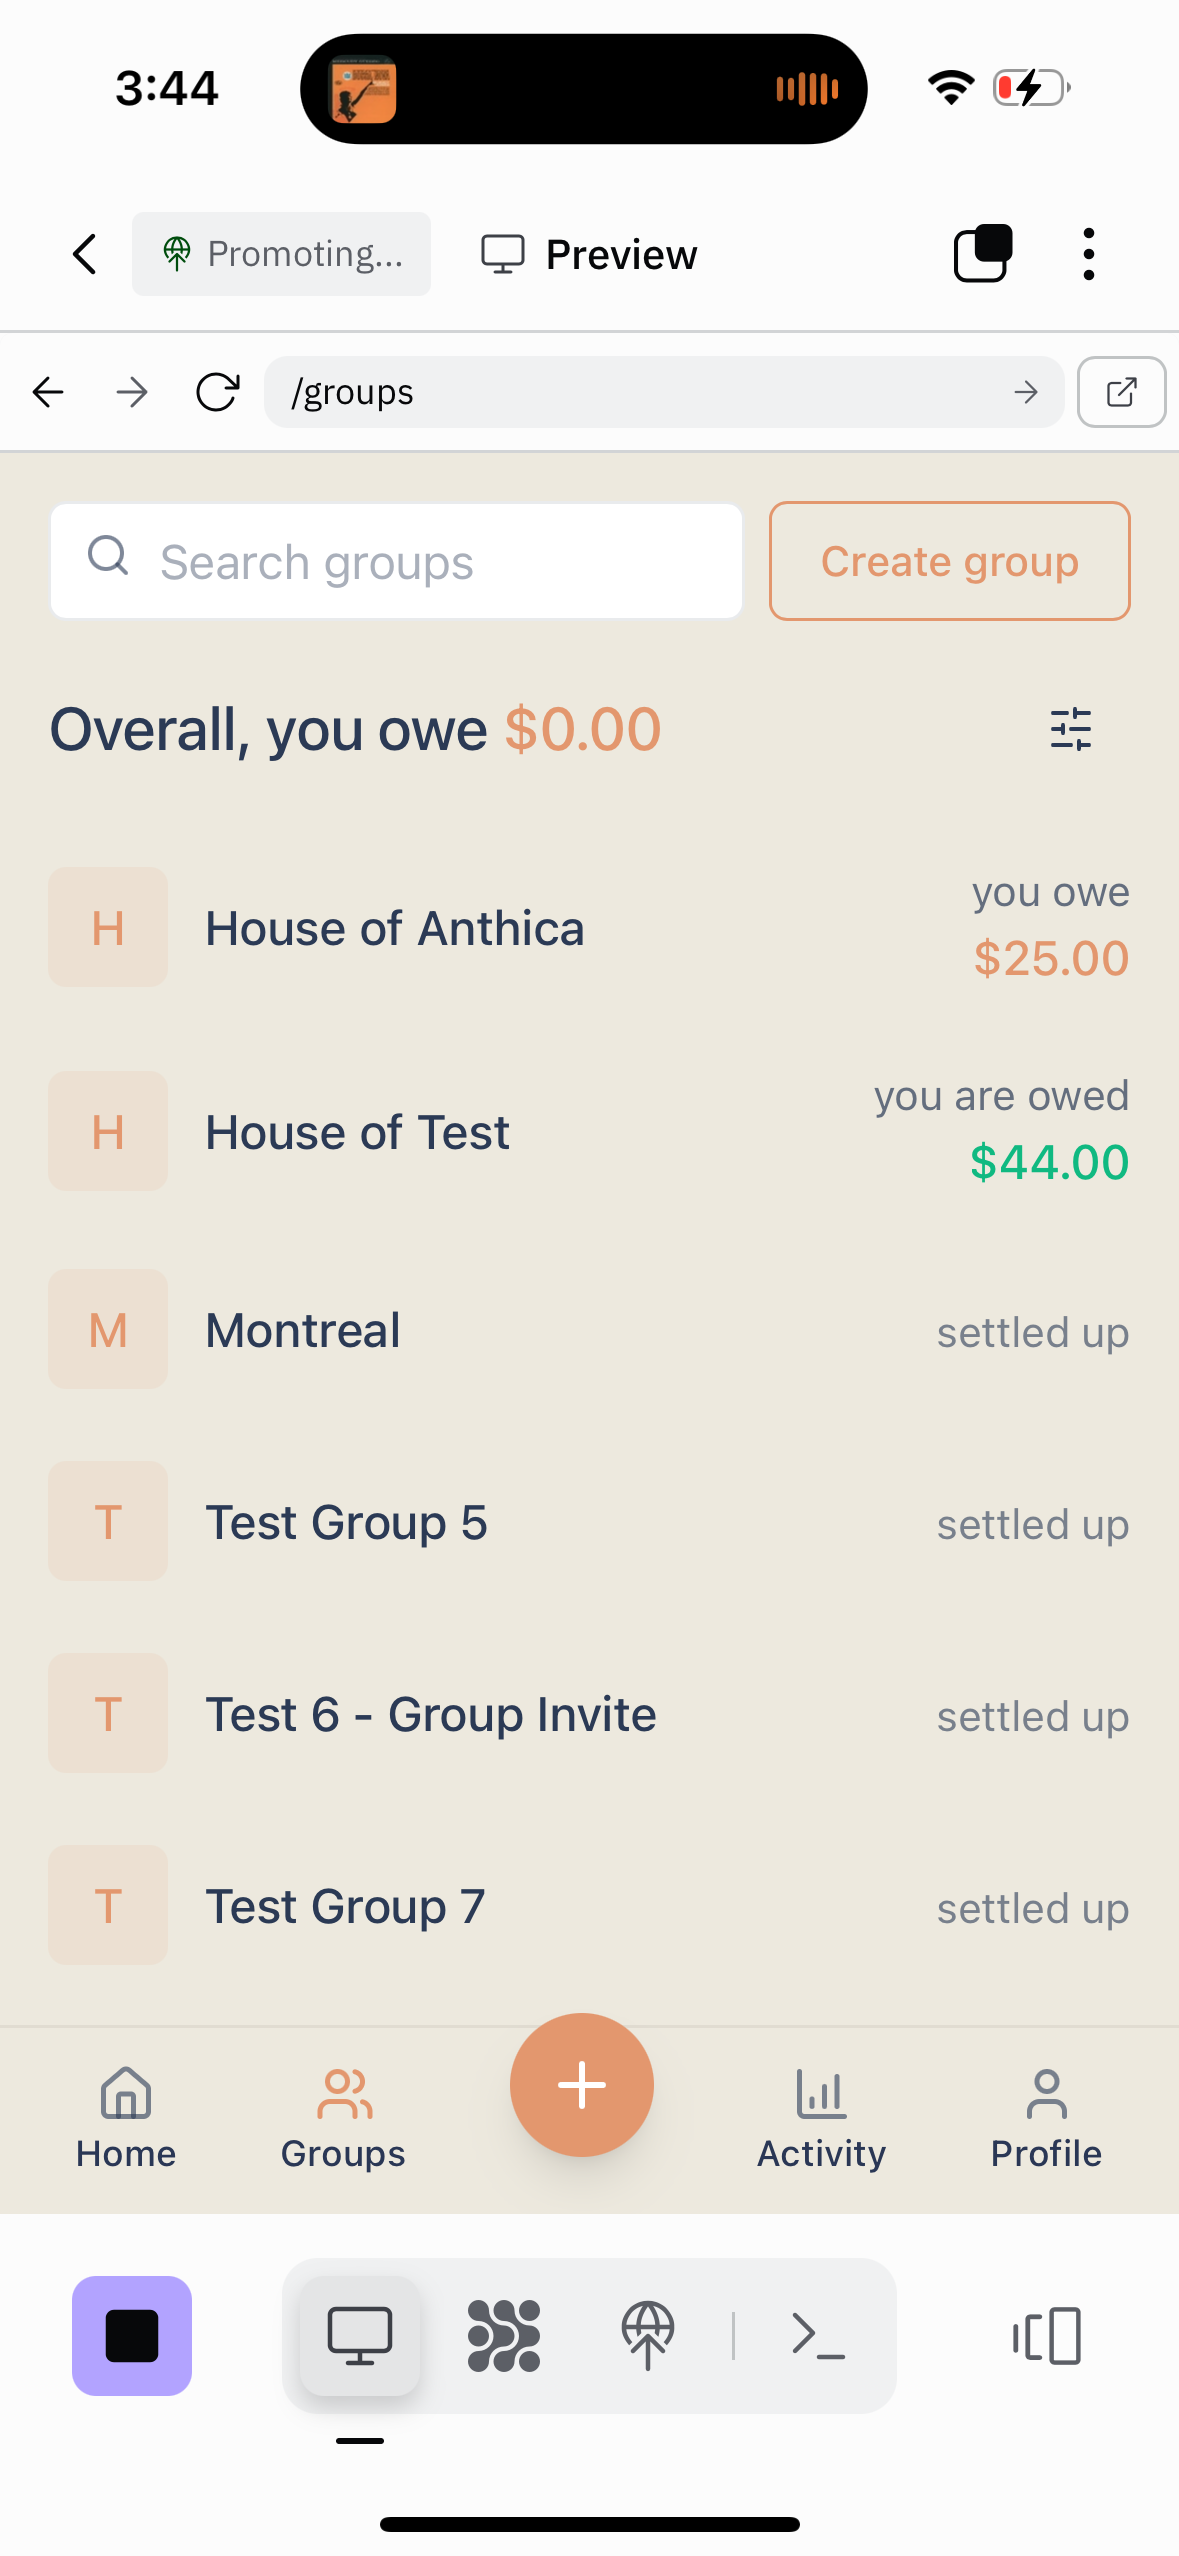 3:44
Promoting...
Preview
/groups
Search groups
Create group
Overall, you owe $0.00
H
House of Anthica
you owe
$25.00
H
House of Test
you are owed
$44.00
M
Montreal
settled up
T
Test Group 5
settled up
T
Test 6 - Group Invite
settled up
T
Test Group 7
settled up
Home
Groups
Activity
Profile